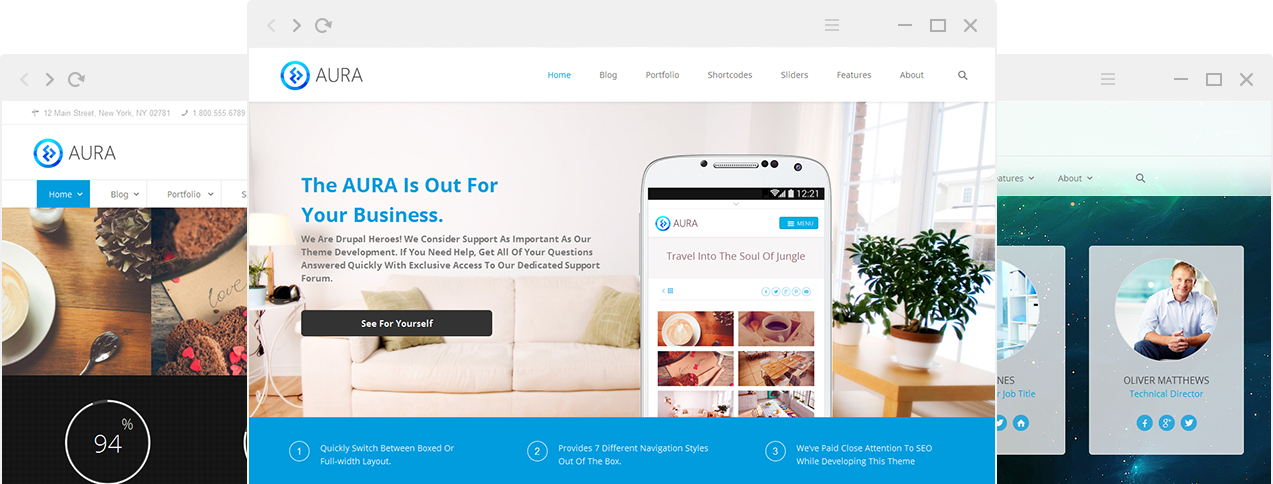 AURA
Home Blog Portfolio Shortcodes Sliders Features About
The AURA Is Out For
Your Business.
We Are Drupal Heroes! We Consider Support As Important As Our
Theme Development. If You Need Help, Get All Of Your Questions
Answered Quickly With Exclusive Access To Our Dedicated Support
Forum.
See For Yourself
12:21
AURA
MENU
Travel Into The Soul Of Jungle
1 Quickly Switch Between Boxed Or
Full-width Layout.
2 Provides 7 Different Navigation Styles
Out Of The Box.
3 We've Paid Close Attention To SEO
While Developing This Theme
12 Main Street, New York, NY 02781 1.800.555.6789
AURA
Home Blog Portfolio S
love
94%
atures About
NES
r Job Title
OLIVER MATTHEWS
Technical Director